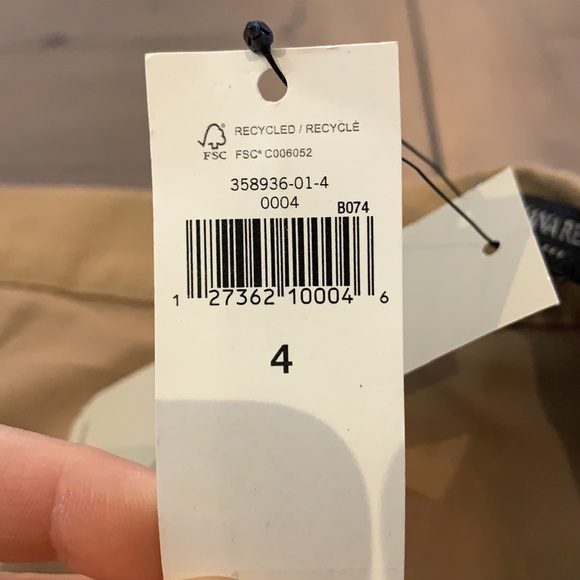 FSC
RECYCLED / RECYCLÉ
FSC® C006052
358936-01-4
0004
B074
1 27362 10004 6
4